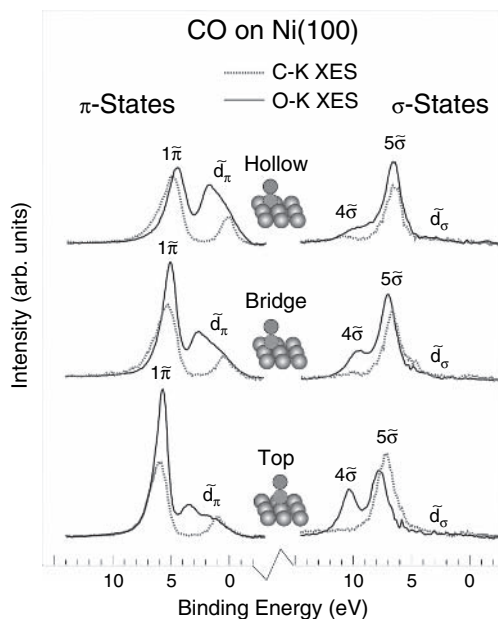 CO on Ni(100)
C-K XES
O-K XES
π-States
σ-States
1π̃
d̃π
Hollow
4σ̃
5σ̃
d̃σ
1π̃
d̃π
Bridge
4σ̃
5σ̃
d̃σ
1π̃
d̃π
Top
4σ̃
5σ̃
d̃σ
Intensity (arb. units)
10 5 0 10 5 0
Binding Energy (eV)